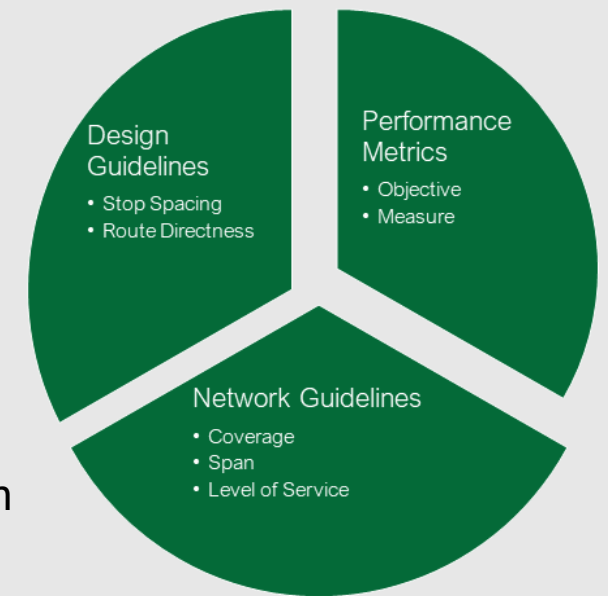 Design
Guidelines
• Stop Spacing
• Route Directness
Performance
Metrics
• Objective
• Measure
Network Guidelines
• Coverage
• Span
• Level of Service